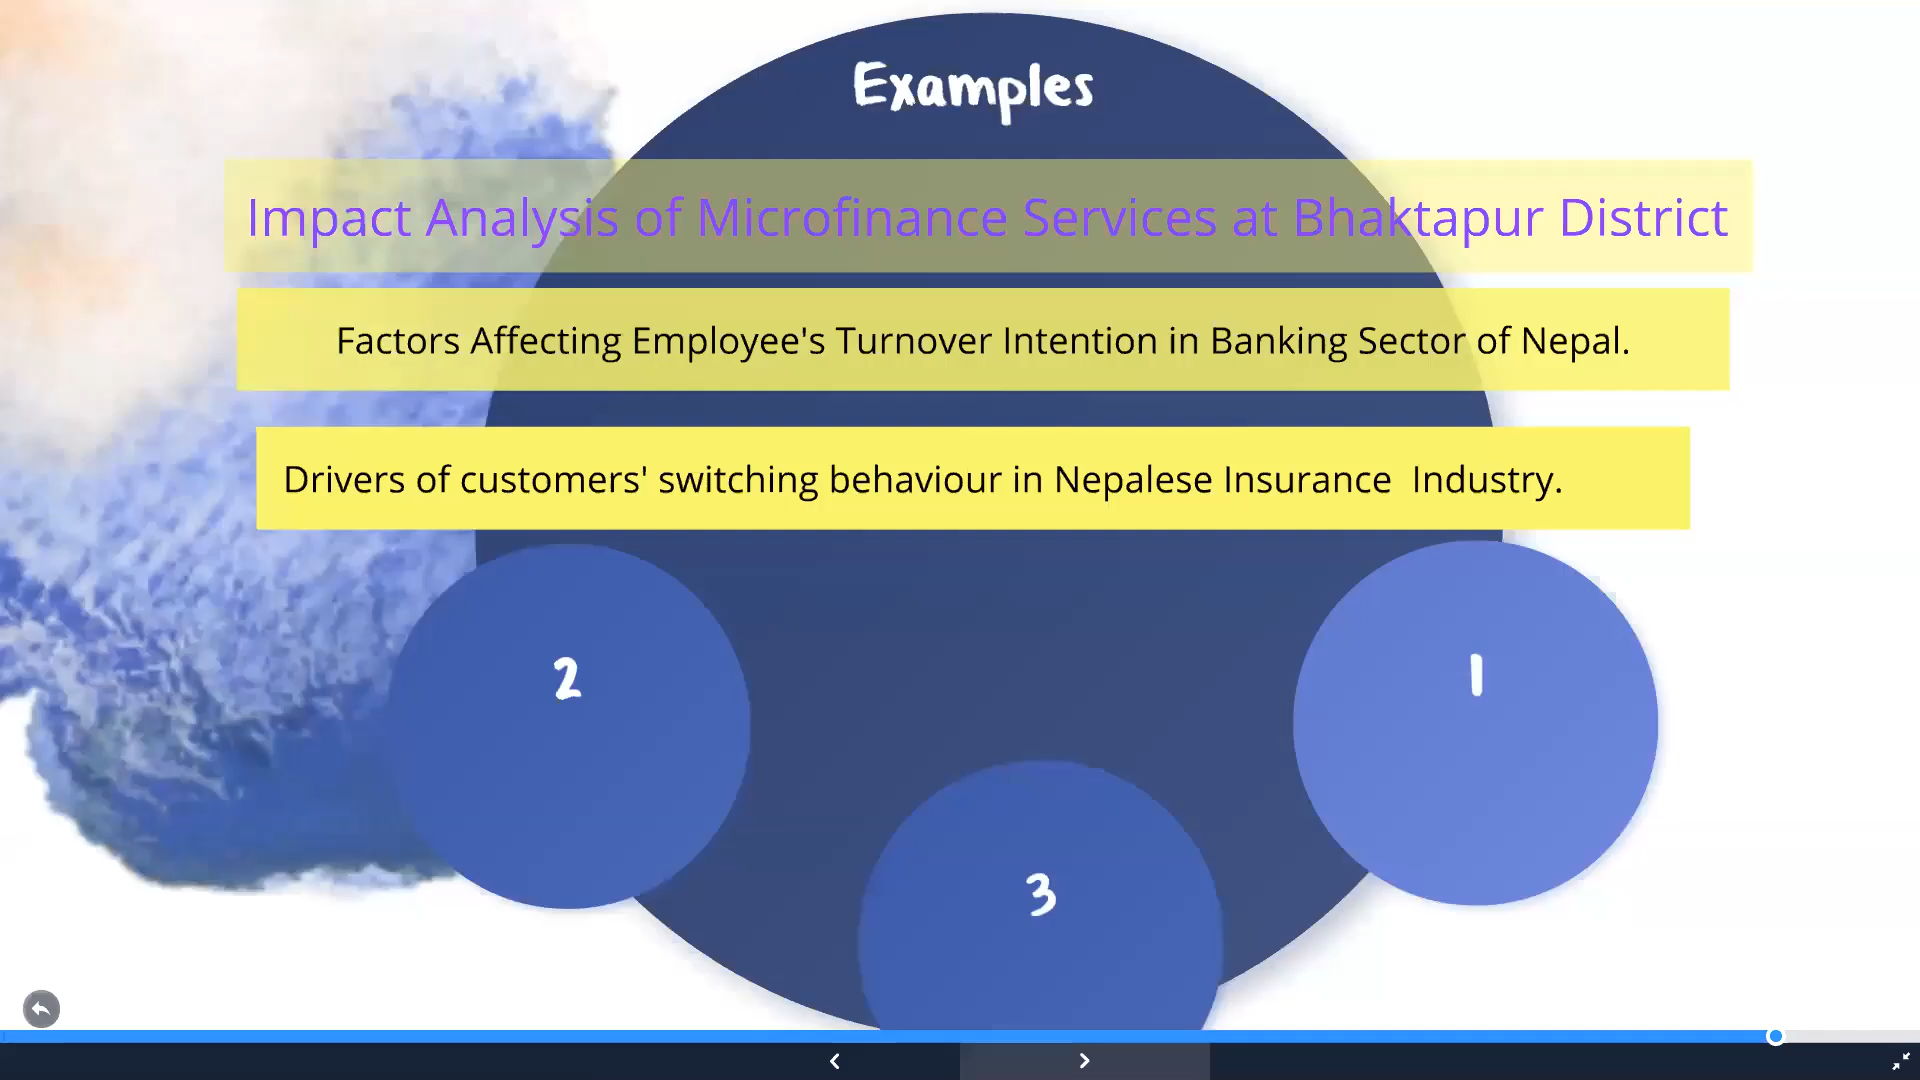 Examples
Impact Analysis of Microfinance Services at Bhaktapur District
Factors Affecting Employee's Turnover Intention in Banking Sector of Nepal.
Drivers of customers' switching behaviour in Nepalese Insurance  Industry.
2
1
3